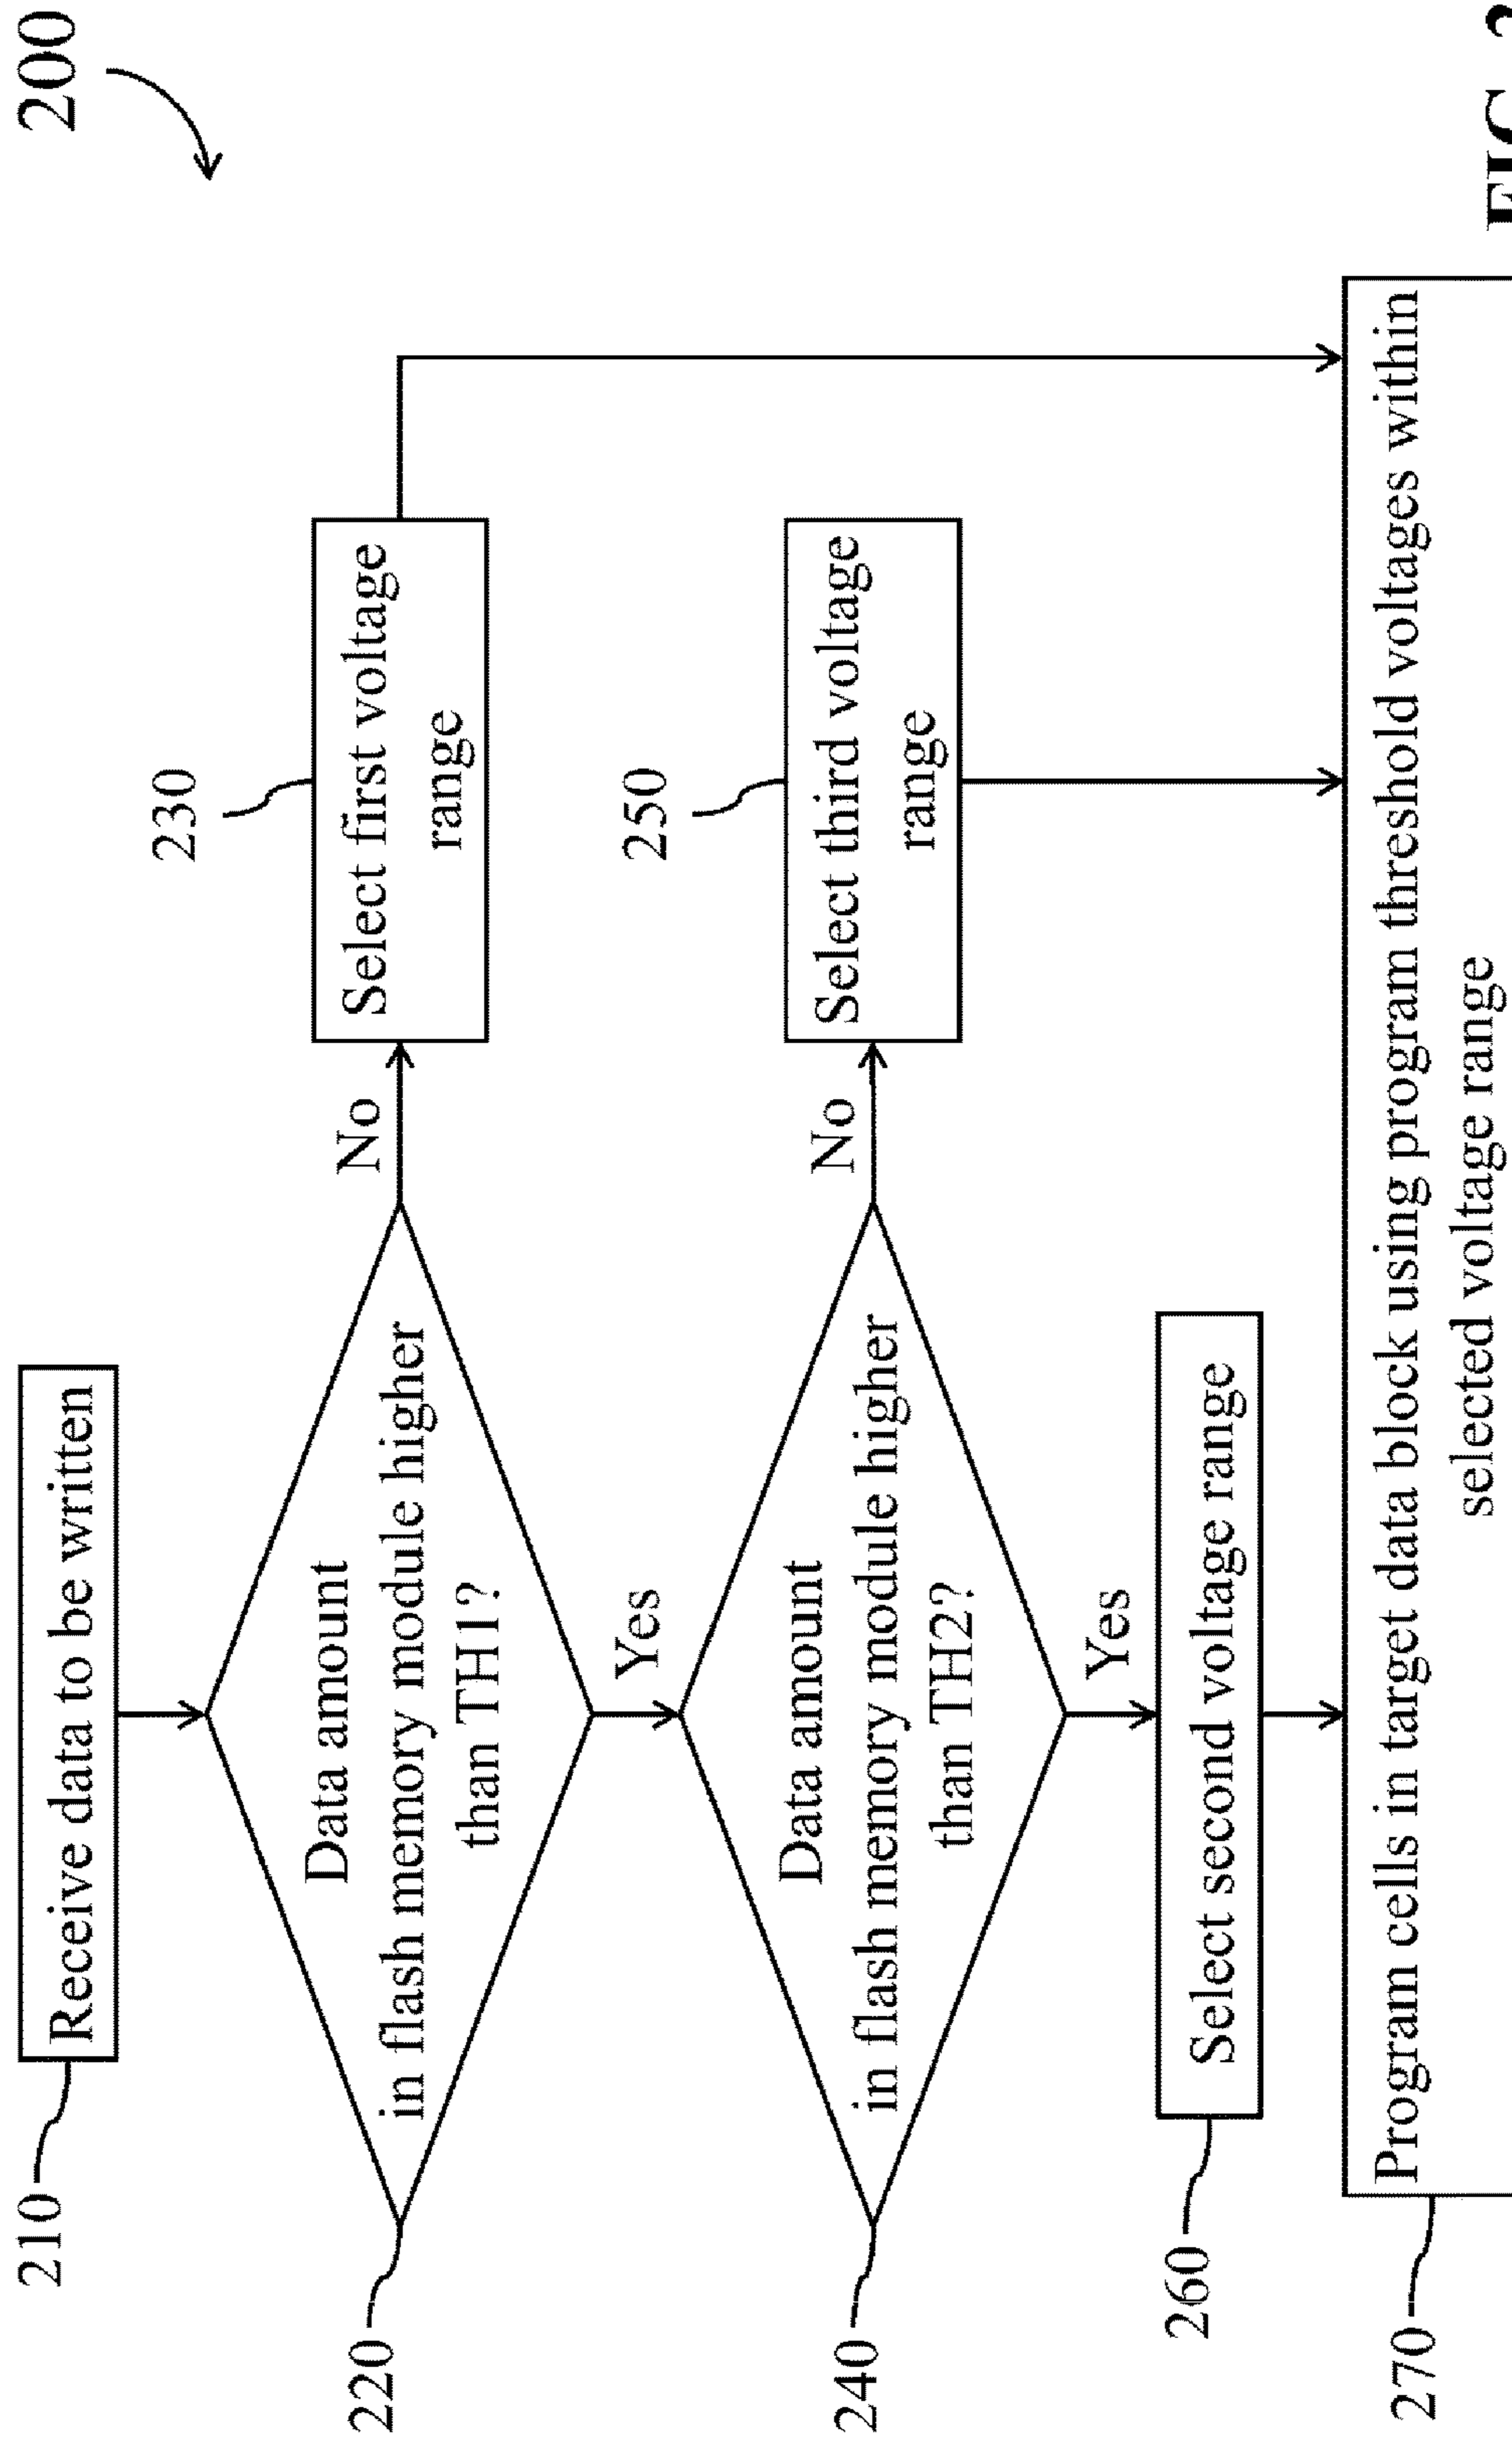 200
210
Receive data to be written
220
Data amount
in flash memory module higher
than TH1?
No
230
Select first voltage
range
Yes
240
Data amount
in flash memory module higher
than TH2?
No
250
Select third voltage
range
Yes
260
Select second voltage range
270
Program cells in target data block using program threshold voltages within
selected voltage range